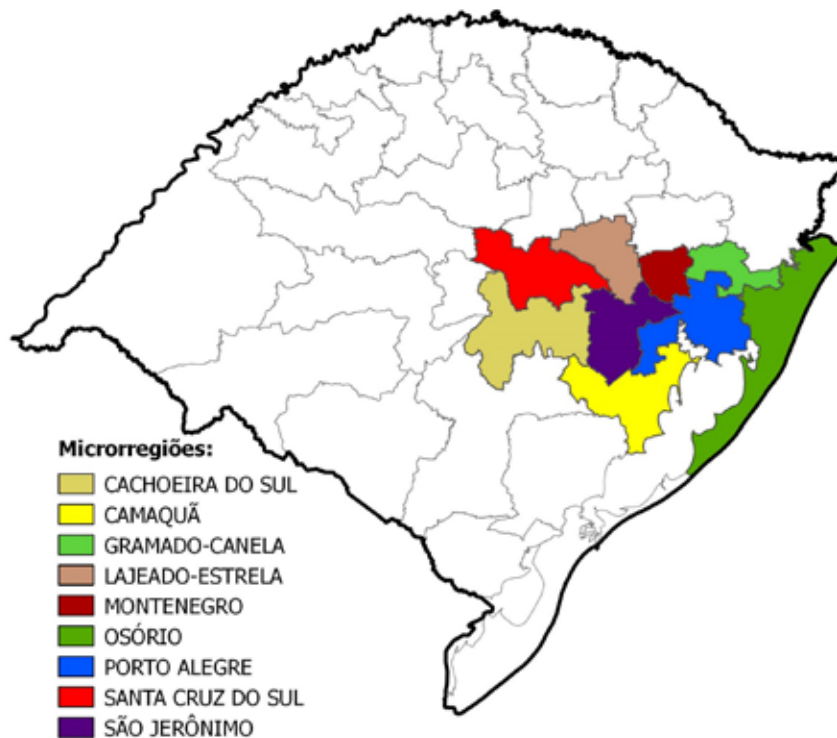 Microrregiões:
CACHOEIRA DO SUL
CAMAQUÃ
GRAMADO-CANELA
LAJEADO-ESTRELA
MONTENEGRO
OSÓRIO
PORTO ALEGRE
SANTA CRUZ DO SUL
SÃO JERÔNIMO